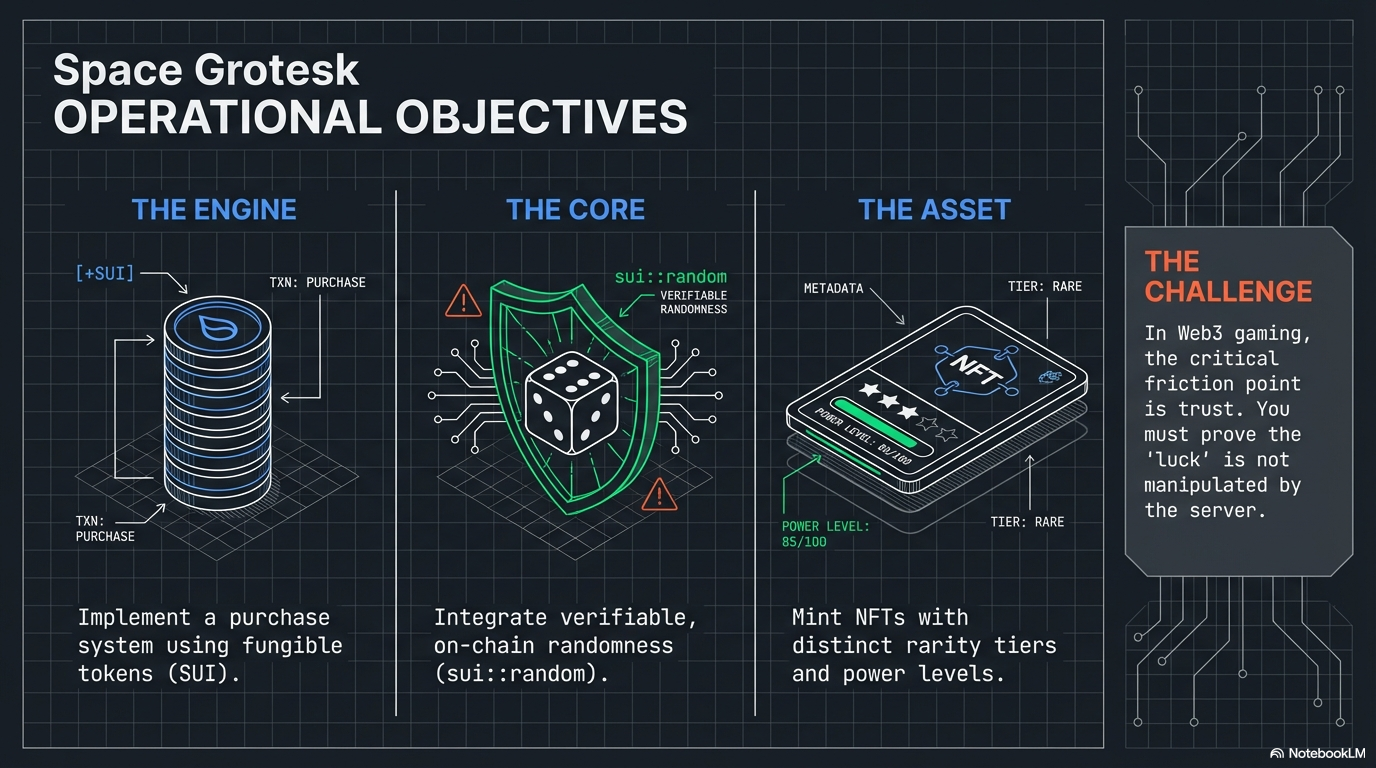 Space Grotesk
OPERATIONAL OBJECTIVES
THE ENGINE
[+SUI]
TXN: PURCHASE
TXN:
PURCHASE
Implement a purchase
system using fungible
tokens (SUI).
THE CORE
sui::random
VERIFIABLE
RANDOMNESS
Integrate verifiable,
on-chain randomness
(sui::random).
THE ASSET
METADATA
TIER: RARE
NFT
POWER LEVEL:
POWER LEVEL:
85/100
TIER: RARE
Mint NFTs with
distinct rarity tiers
and power levels.
THE
CHALLENGE
In Web3 gaming,
the critical
friction point
is trust. You
must prove the
'luck' is not
manipulated by
the server.
NotebookLM